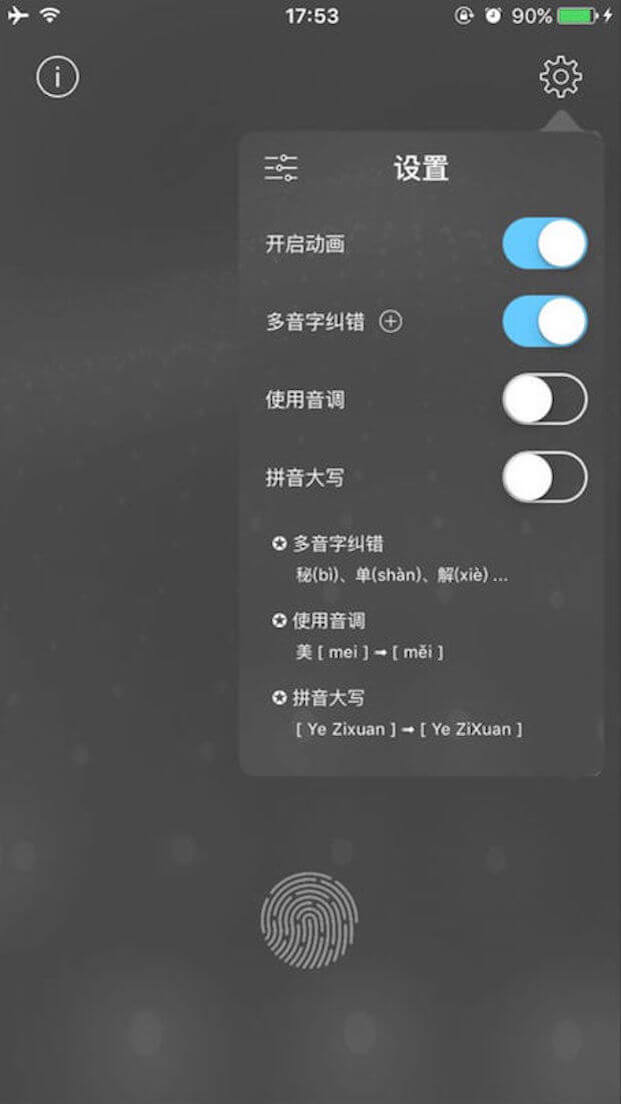 17:53
90%
设置
开启动画
多音字纠错
使用音调
拼音大写
✪ 多音字纠错
秘(bì)、单(shàn)、解(xiè) ...
✪ 使用音调
美 [ mei ] ➞ [ měi ]
✪ 拼音大写
[ Ye Zixuan ] ➞ [ Ye ZiXuan ]